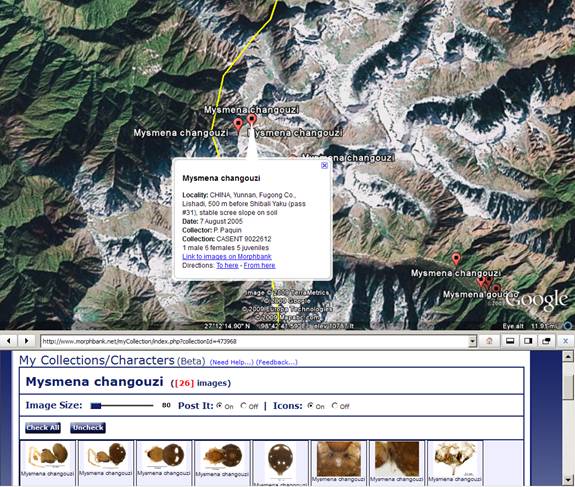 Mysmena changouzi
Mysmena changouzi
Mysmena changouzi
Mysmena changouzi
Mysmena changouzi
Locality: CHINA, Yunnan, Fugong Co.,
Lishadi, 500 m before Shibali Yaku (pass
#31), stable scree slope on soil
Date: 7 August 2005
Collector: P. Paquin
Collection: CASENT 9022612
1 male 6 females 5 juveniles
Link to images on Morphbank
Directions: To here - From here
Mysmena changouzi
Mysmena goudao
Image © 2009 TerraMetrics
© 2009 Google
© 2009 Europa Technologies
© 2009 Mapabc.com
Google
27°12'14.90" N 98°42'41.59" E elev 10787 ft Eye alt 11.91 mi
http://www.morphbank.net/myCollection/index.php?collectionId=473968
My Collections/Characters (Beta) (Need Help...) (Feedback...)
Mysmena changouzi ([26] images)
Image Size: 80 Post It: On Off | Icons: On Off
Check All Uncheck
Mysmena changouzi Mysmena changouzi Mysmena changouzi Mysmena changouzi Mysmena changouzi Mysmena changouzi Mysmena changouzi Mysmena changouzi